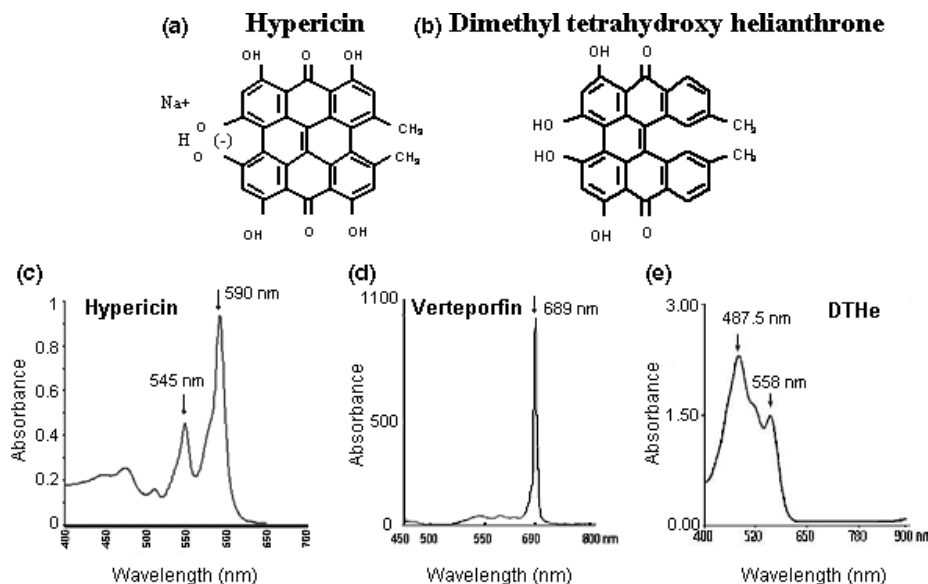 (a) Hypericin
(b) Dimethyl tetrahydroxy helianthrone
OH O OH
Na+
O
H (-)
O
CH3
CH3
OH O OH
OH O
HO
HO
CH3
CH3
OH O
(c)
Hypericin
590 nm
545 nm
Absorbance
1
0.8
0.6
0.4
0.2
0
400 450 500 550 600 650 700
Wavelength (nm)
(d)
Verteporfin
689 nm
Absorbance
1100
500
0
450 500 550 600 690 800 nm
Wavelength (nm)
(e)
DTHe
487.5 nm
558 nm
Absorbance
3.00
1.50
0.00
400 520 630 760 900 nm
Wavelength (nm)